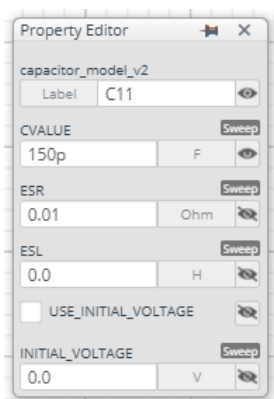 Property Editor
capacitor_model_v2
Label C11
CVALUE Sweep
150p F
ESR Sweep
0.01 Ohm
ESL Sweep
0.0 H
USE_INITIAL_VOLTAGE
INITIAL_VOLTAGE Sweep
0.0 V